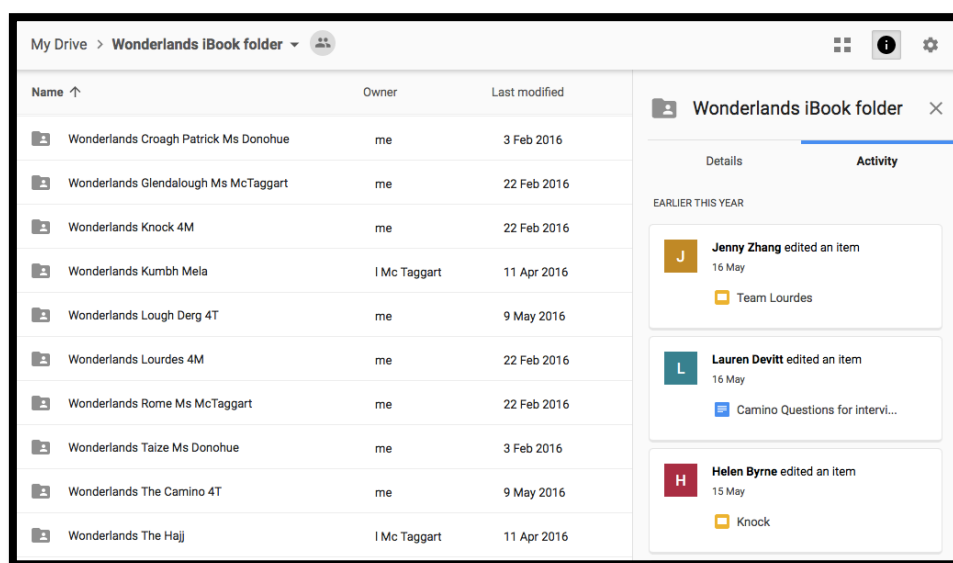 My Drive > Wonderlands iBook folder
Name ↑ Owner Last modified
Wonderlands Croagh Patrick Ms Donohue me 3 Feb 2016
Wonderlands Glendalough Ms McTaggart me 22 Feb 2016
Wonderlands Knock 4M me 22 Feb 2016
Wonderlands Kumbh Mela I Mc Taggart 11 Apr 2016
Wonderlands Lough Derg 4T me 9 May 2016
Wonderlands Lourdes 4M me 22 Feb 2016
Wonderlands Rome Ms McTaggart me 22 Feb 2016
Wonderlands Taize Ms Donohue me 3 Feb 2016
Wonderlands The Camino 4T me 9 May 2016
Wonderlands The Hajj I Mc Taggart 11 Apr 2016
Wonderlands iBook folder
Details Activity
EARLIER THIS YEAR
J
Jenny Zhang edited an item
16 May
Team Lourdes
L
Lauren Devitt edited an item
16 May
Camino Questions for intervi...
H
Helen Byrne edited an item
15 May
Knock